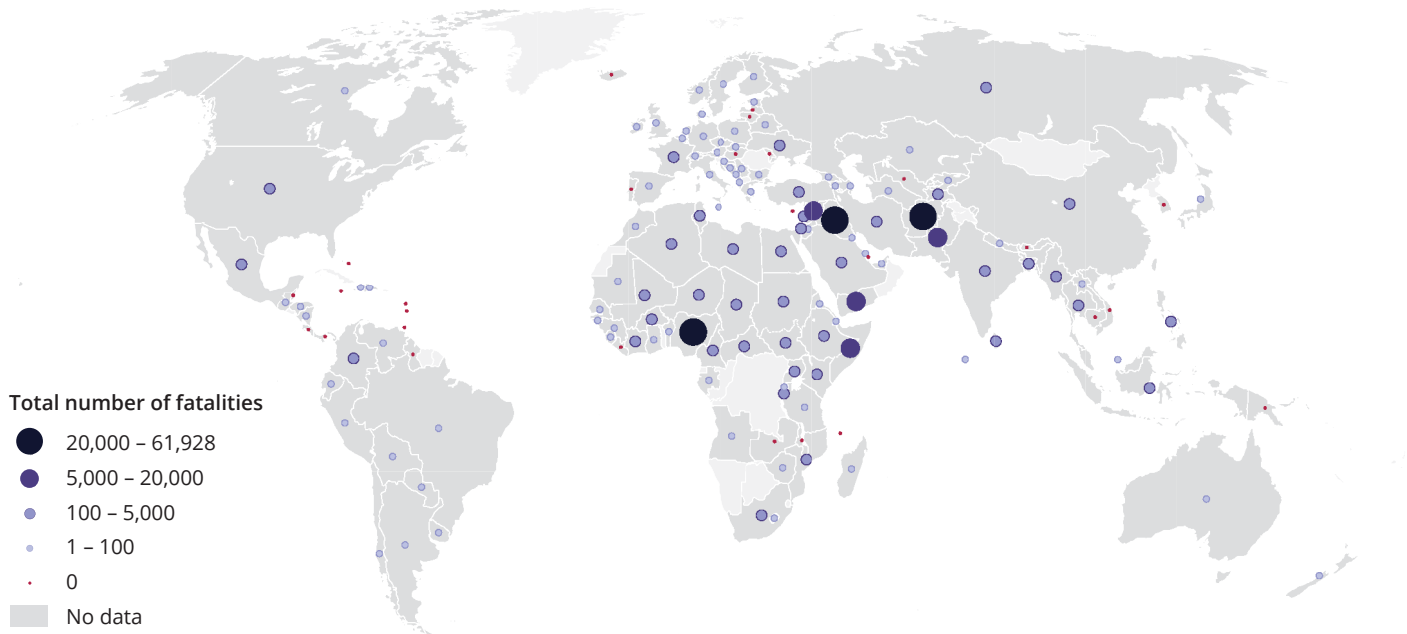 Total number of fatalities
20,000 – 61,928
5,000 – 20,000
100 – 5,000
1 – 100
0
No data